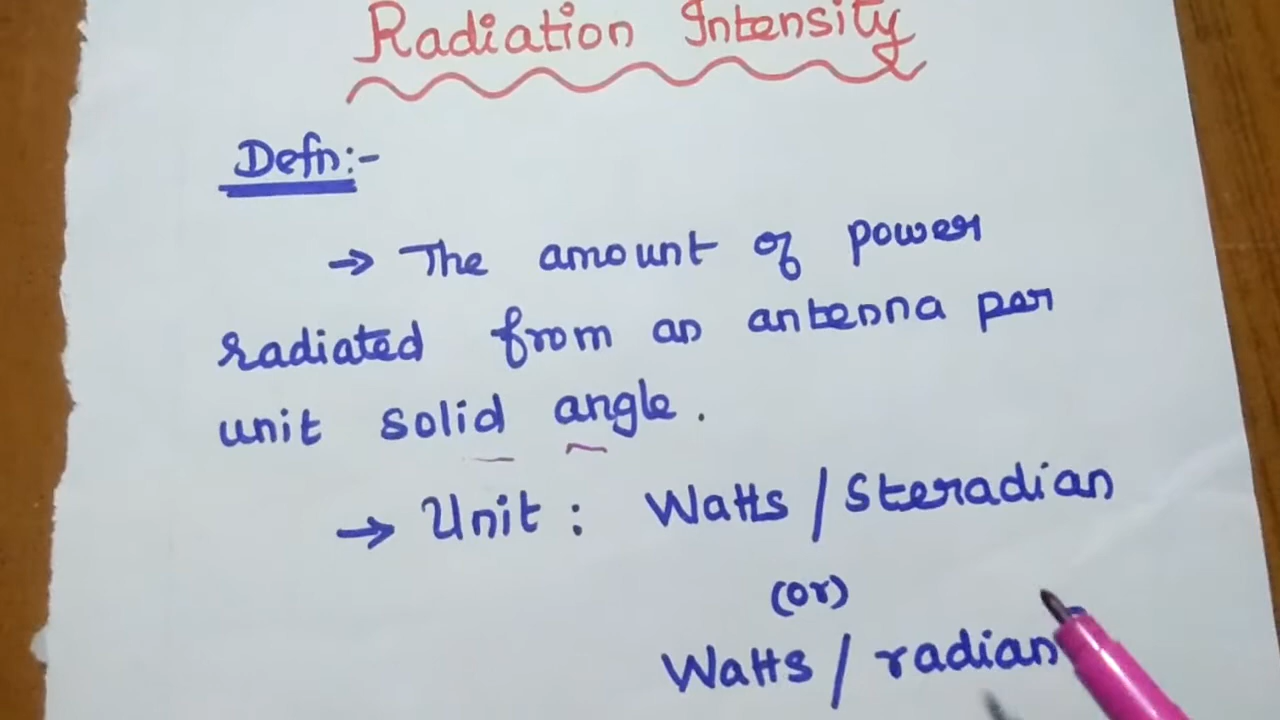 Radiation Intensity
Defn:-
→ The amount of power
radiated from an antenna per
unit solid angle.
→ Unit : Watts / Steradian
(or)
Watts / radian